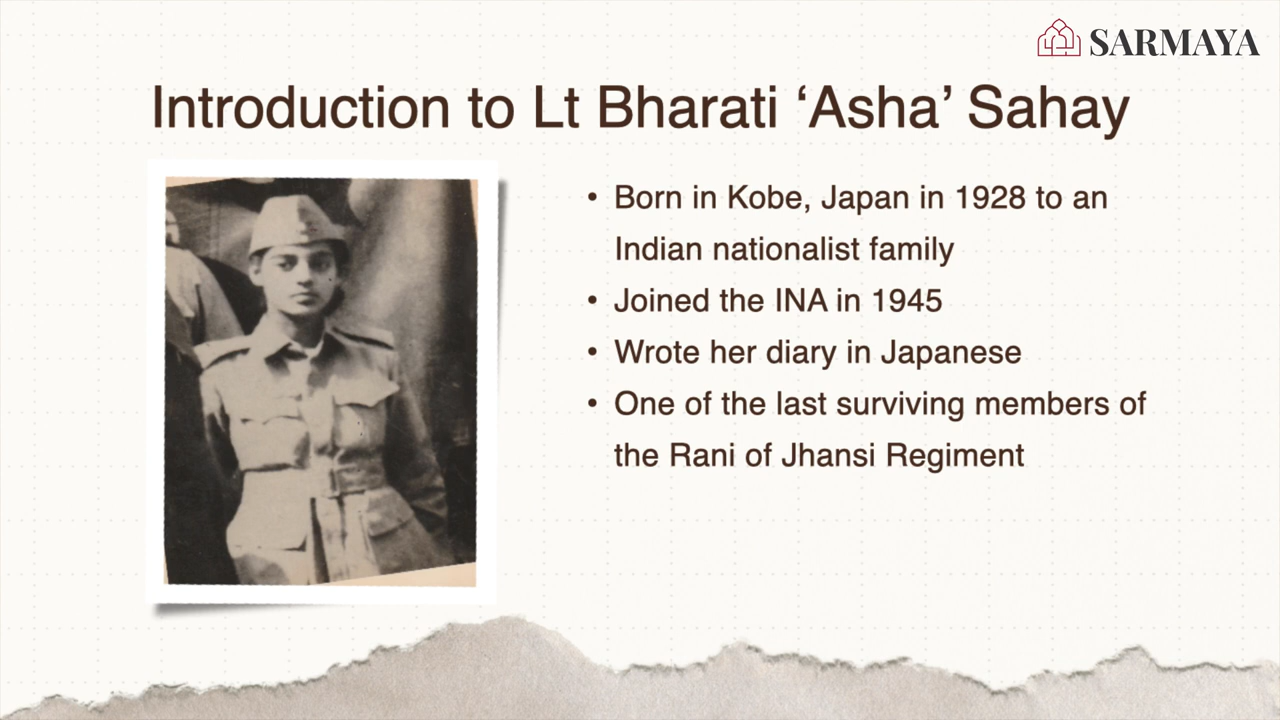 SARMAYA
Introduction to Lt Bharati ‘Asha’ Sahay
• Born in Kobe, Japan in 1928 to an
Indian nationalist family
• Joined the INA in 1945
• Wrote her diary in Japanese
• One of the last surviving members of
the Rani of Jhansi Regiment